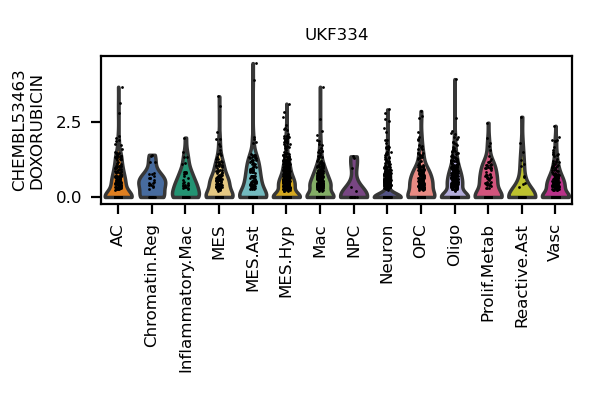 UKF334
CHEMBL53463
DOXORUBICIN
2.5
0.0
AC
Chromatin.Reg
Inflammatory.Mac
MES
MES.Ast
MES.Hyp
Mac
NPC
Neuron
OPC
Oligo
Prolif.Metab
Reactive.Ast
Vasc